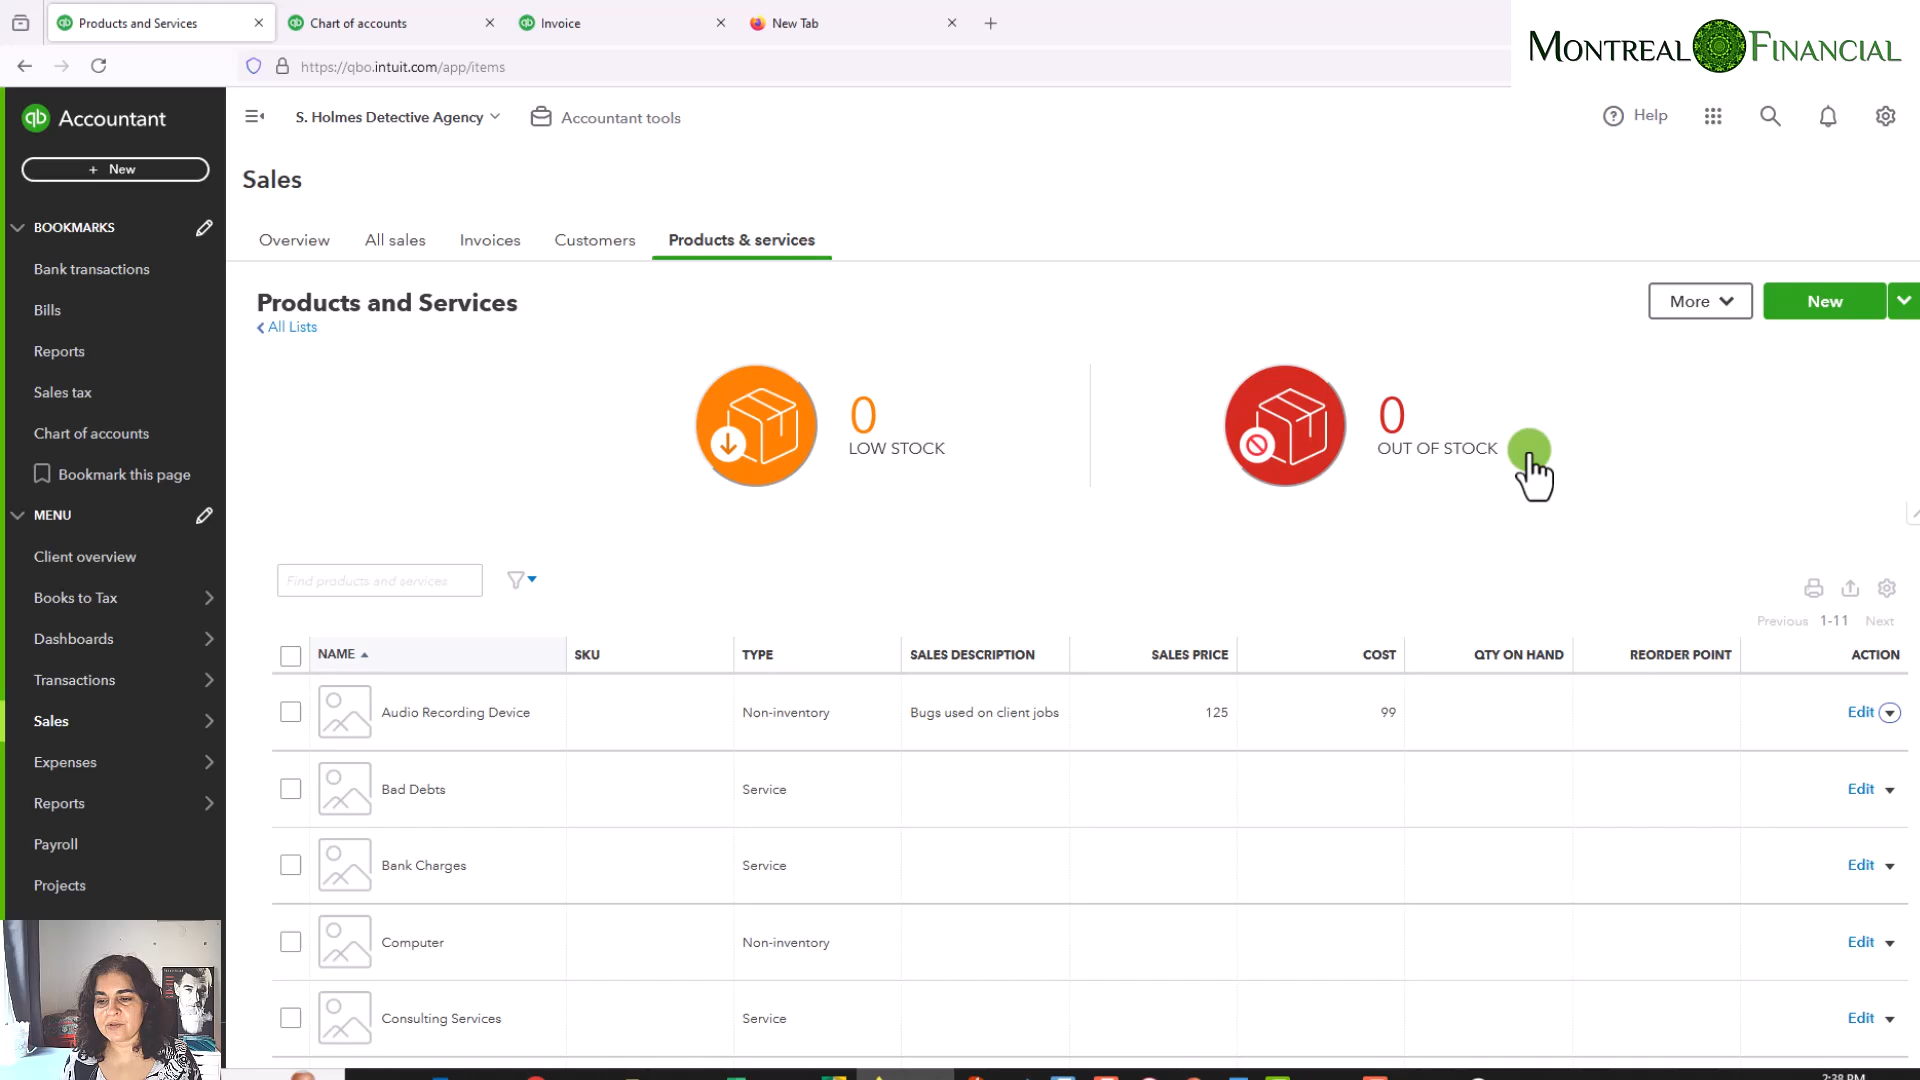 Products and Services
Chart of accounts
Invoice
New Tab
https://qbo.intuit.com/app/items
MONTREAL FINANCIAL
qb Accountant
S. Holmes Detective Agency
Accountant tools
Help
+ New
Sales
BOOKMARKS
Bank transactions
Bills
Reports
Sales tax
Chart of accounts
Bookmark this page
MENU
Client overview
Books to Tax
Dashboards
Transactions
Sales
Expenses
Reports
Payroll
Projects
Overview
All sales
Invoices
Customers
Products & services
Products and Services
All Lists
More
New
0
LOW STOCK
0
OUT OF STOCK
Find products and services
Previous 1-11 Next
NAME SKU TYPE SALES DESCRIPTION SALES PRICE COST QTY ON HAND REORDER POINT ACTION
Audio Recording Device Non-inventory Bugs used on client jobs 125 99 Edit
Bad Debts Service Edit
Bank Charges Service Edit
Computer Non-inventory Edit
Consulting Services Service Edit
2:38 PM